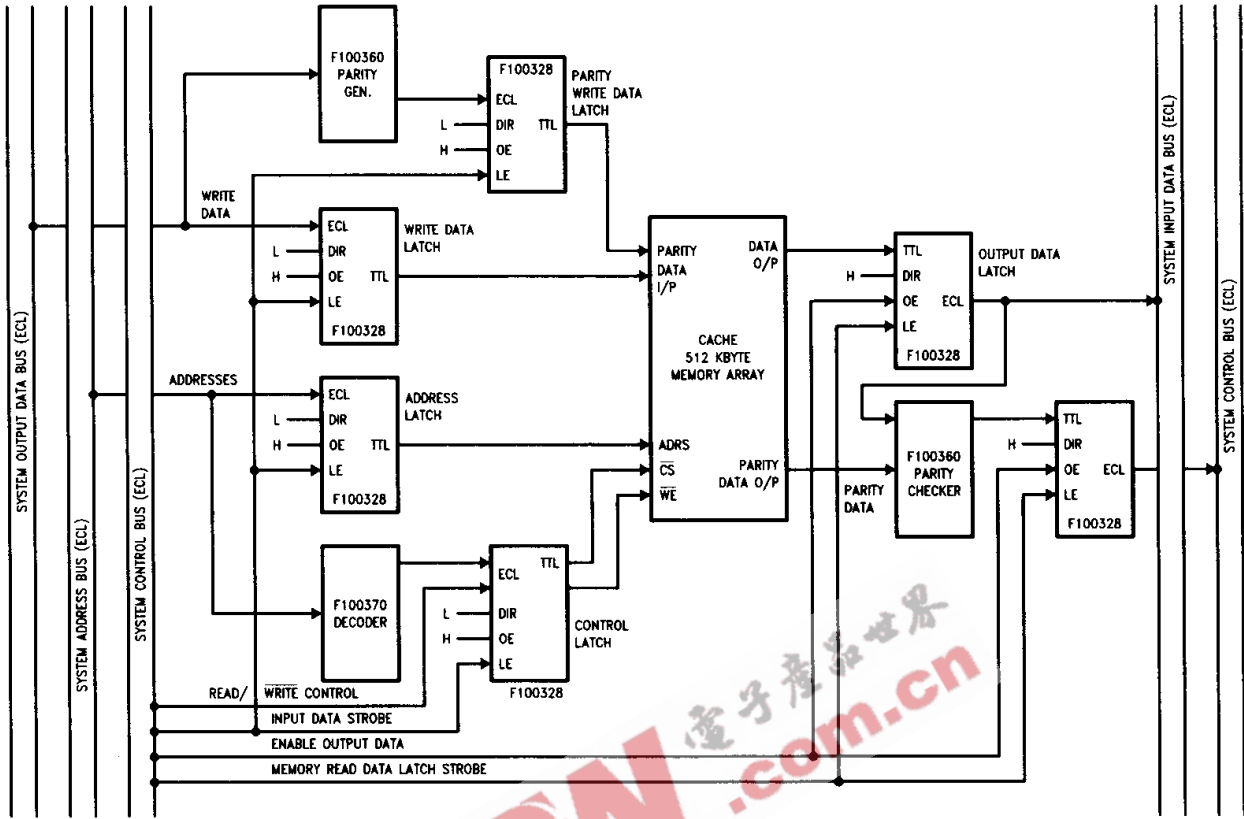 SYSTEM OUTPUT DATA BUS (ECL)
SYSTEM ADDRESS BUS (ECL)
SYSTEM CONTROL BUS (ECL)
F100360
PARITY
GEN.
F100328
ECL
DIR
TTL
OE
LE
L
H
PARITY
WRITE DATA
LATCH
WRITE
DATA
ECL
DIR
OE
TTL
LE
F100328
L
H
WRITE DATA
LATCH
ADDRESSES
ECL
DIR
OE
TTL
LE
F100328
L
H
ADDRESS
LATCH
F100370
DECODER
TTL
ECL
DIR
OE
LE
F100328
L
H
CONTROL
LATCH
READ/ WRITE CONTROL
INPUT DATA STROBE
ENABLE OUTPUT DATA
MEMORY READ DATA LATCH STROBE
PARITY
DATA
I/P
DATA
O/P
CACHE
512 KBYTE
MEMORY ARRAY
ADRS
CS
WE
PARITY
DATA O/P
TTL
DIR
OE
ECL
LE
F100328
H
OUTPUT DATA
LATCH
F100360
PARITY
CHECKER
PARITY
DATA
TTL
DIR
OE
ECL
LE
F100328
H
SYSTEM INPUT DATA BUS (ECL)
SYSTEM CONTROL BUS (ECL)
電子産品世界
.com.cn